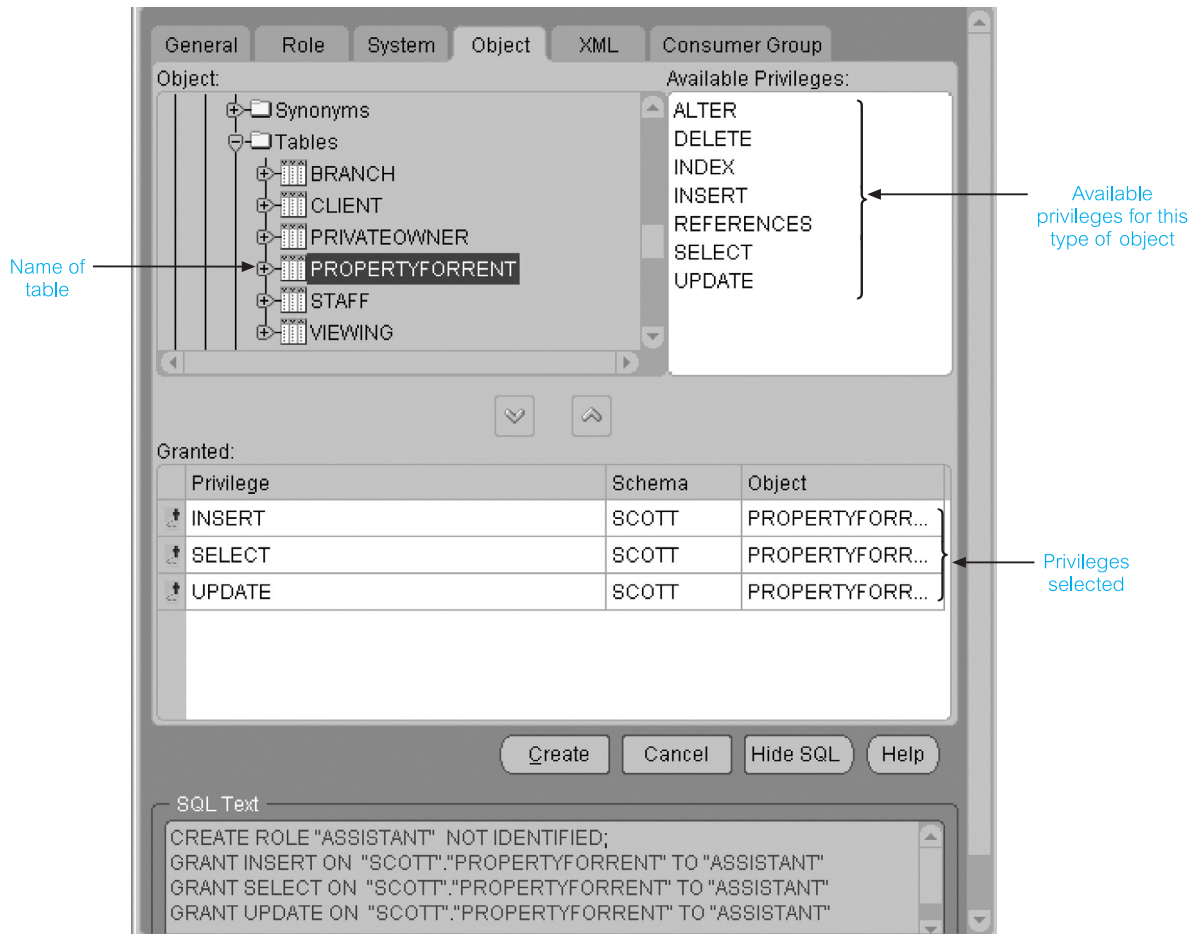 General Role System Object XML Consumer Group
Object:
Available Privileges:
Synonyms
Tables
BRANCH
CLIENT
PRIVATEOWNER
PROPERTYFORRENT
STAFF
VIEWING
ALTER
DELETE
INDEX
INSERT
REFERENCES
SELECT
UPDATE
Name of
table
Available
privileges for this
type of object
Granted:
Privilege Schema Object
INSERT SCOTT PROPERTYFORR...
SELECT SCOTT PROPERTYFORR...
UPDATE SCOTT PROPERTYFORR...
Privileges
selected
Create Cancel Hide SQL Help
SQL Text
CREATE ROLE "ASSISTANT" NOT IDENTIFIED;
GRANT INSERT ON "SCOTT"."PROPERTYFORRENT" TO "ASSISTANT"
GRANT SELECT ON "SCOTT"."PROPERTYFORRENT" TO "ASSISTANT"
GRANT UPDATE ON "SCOTT"."PROPERTYFORRENT" TO "ASSISTANT"